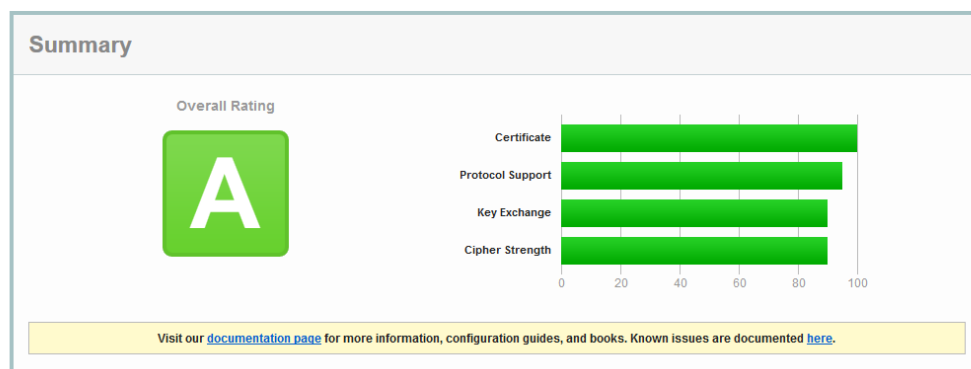 Summary
Overall Rating
A
Certificate
Protocol Support
Key Exchange
Cipher Strength
0 20 40 60 80 100
Visit our documentation page for more information, configuration guides, and books. Known issues are documented here.